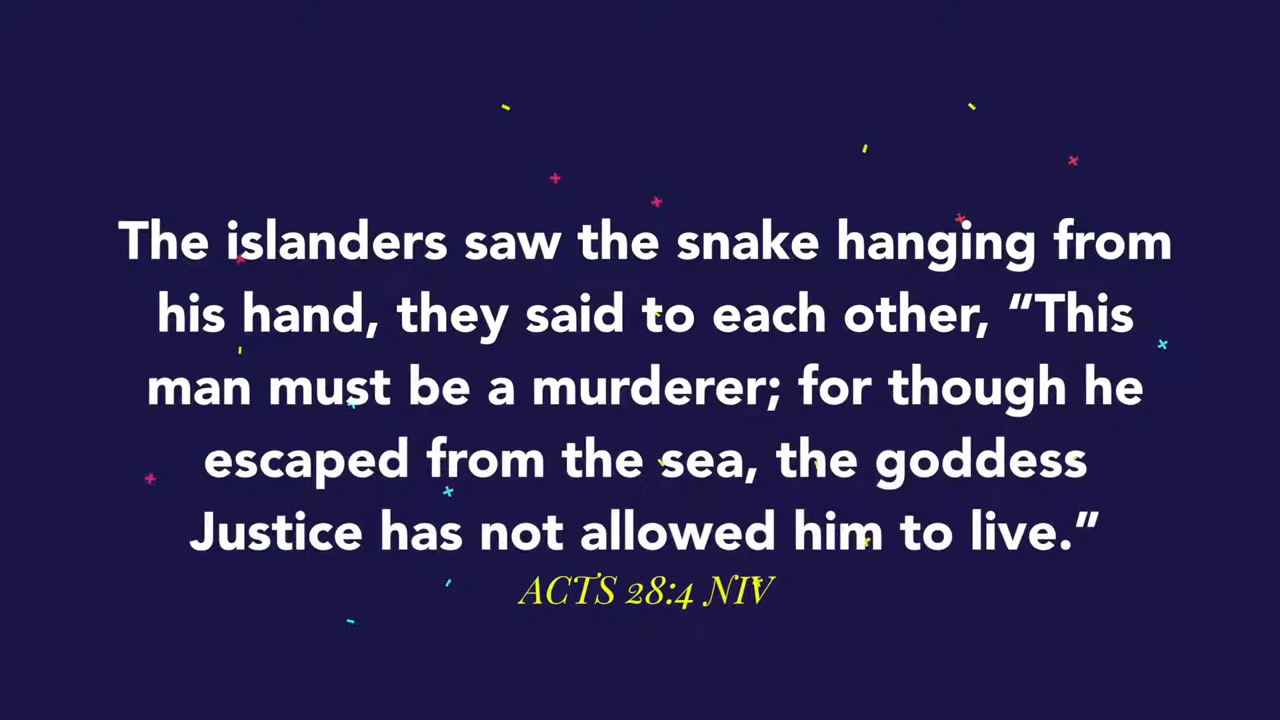 The islanders saw the snake hanging from
his hand, they said to each other, “This
man must be a murderer; for though he
escaped from the sea, the goddess
Justice has not allowed him to live.”
ACTS 28:4 NIV